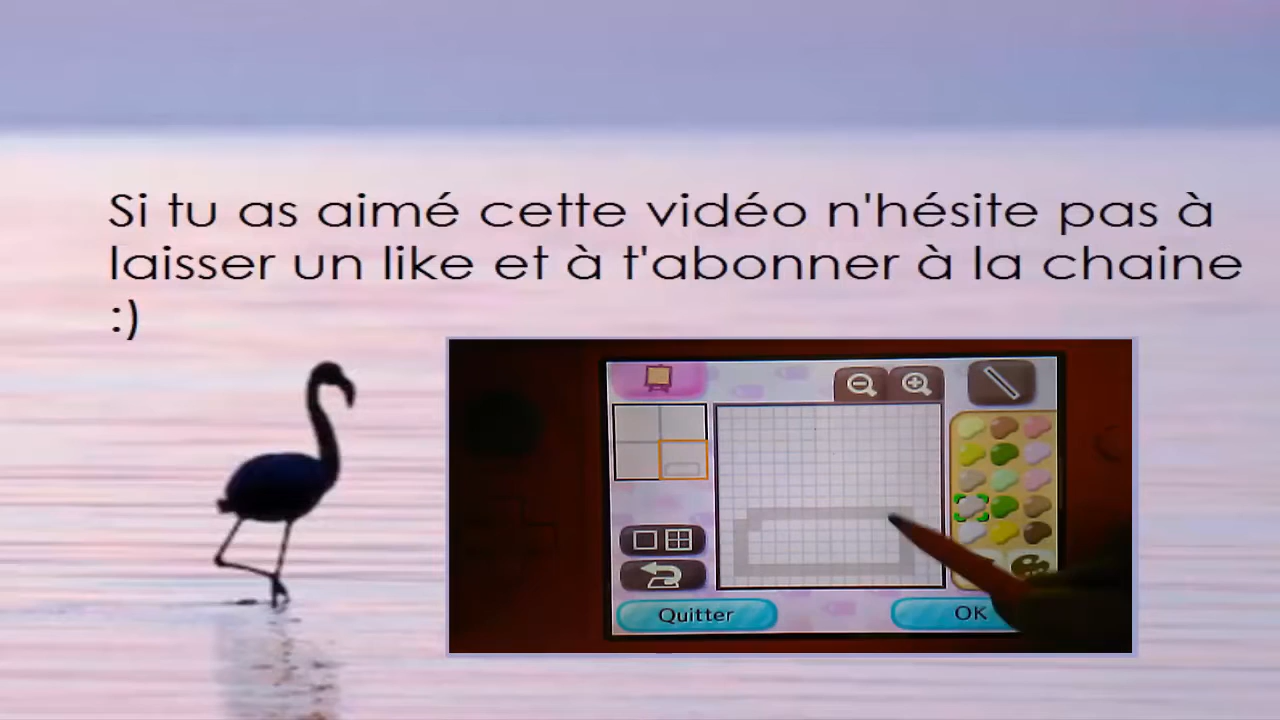 Si tu as aimé cette vidéo n'hésite pas à
laisser un like et à t'abonner à la chaine
:)
Quitter
OK